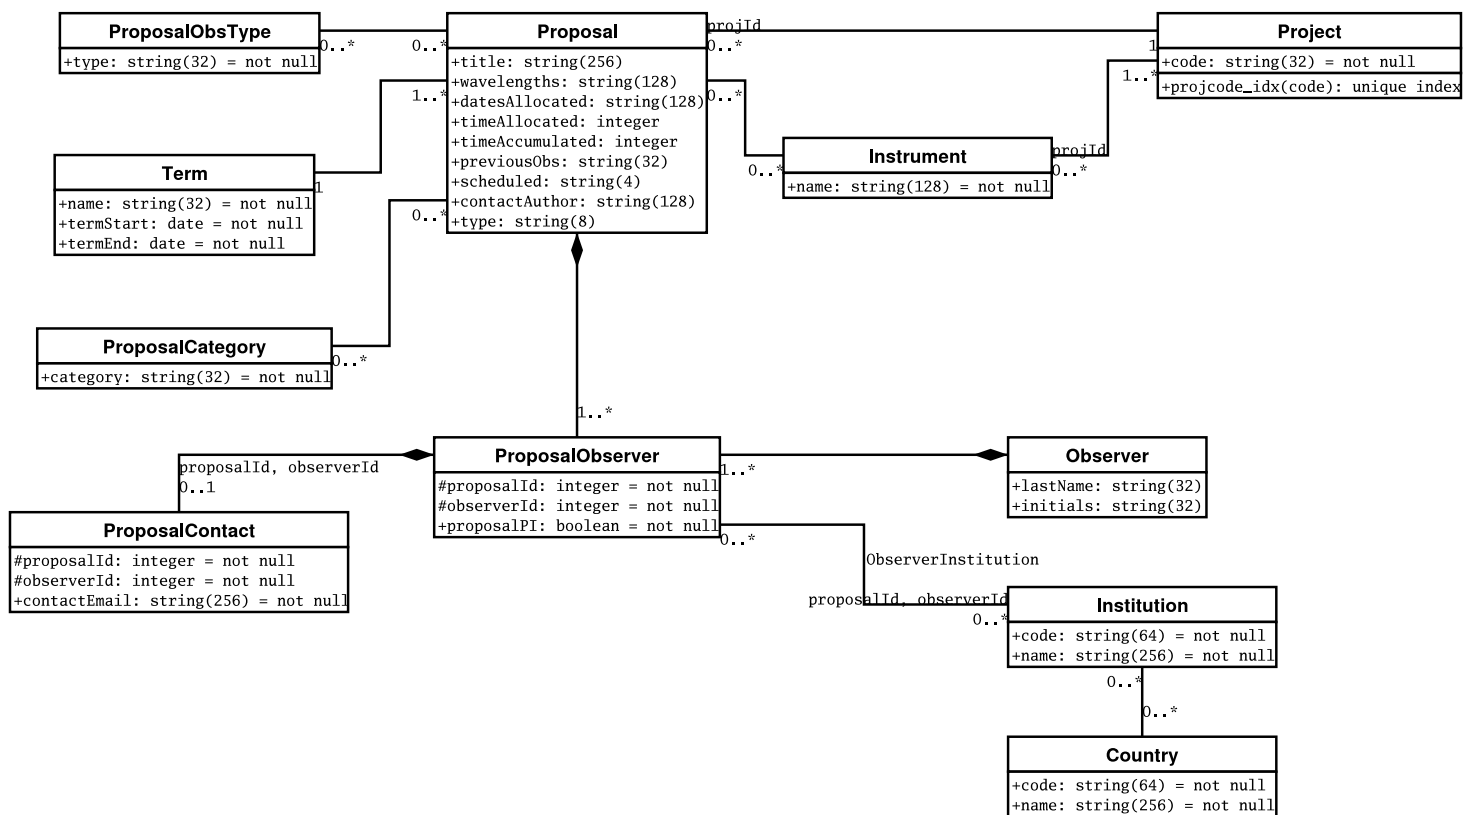 ProposalObsType
+type: string(32) = not null
0..*
0..*
Proposal
+title: string(256)
+wavelengths: string(128)
+datesAllocated: string(128)
+timeAllocated: integer
+timeAccumulated: integer
+previousObs: string(32)
+scheduled: string(4)
+contactAuthor: string(128)
+type: string(8)
projId
0..*
1
Project
+code: string(32) = not null
+projcode_idx(code): unique index
1..*
0..*
1..*
0..*
Instrument
+name: string(128) = not null
projId
0..*
Term
+name: string(32) = not null
+termStart: date = not null
+termEnd: date = not null
1
0..*
ProposalCategory
+category: string(32) = not null
0..*
1..*
ProposalObserver
#proposalId: integer = not null
#observerId: integer = not null
+proposalPI: boolean = not null
1..*
0..*
Observer
+lastName: string(32)
+initials: string(32)
proposalId, observerId
0..1
ProposalContact
#proposalId: integer = not null
#observerId: integer = not null
+contactEmail: string(256) = not null
ObserverInstitution
proposalId, observerId
0..*
Institution
+code: string(64) = not null
+name: string(256) = not null
0..*
0..*
Country
+code: string(64) = not null
+name: string(256) = not null